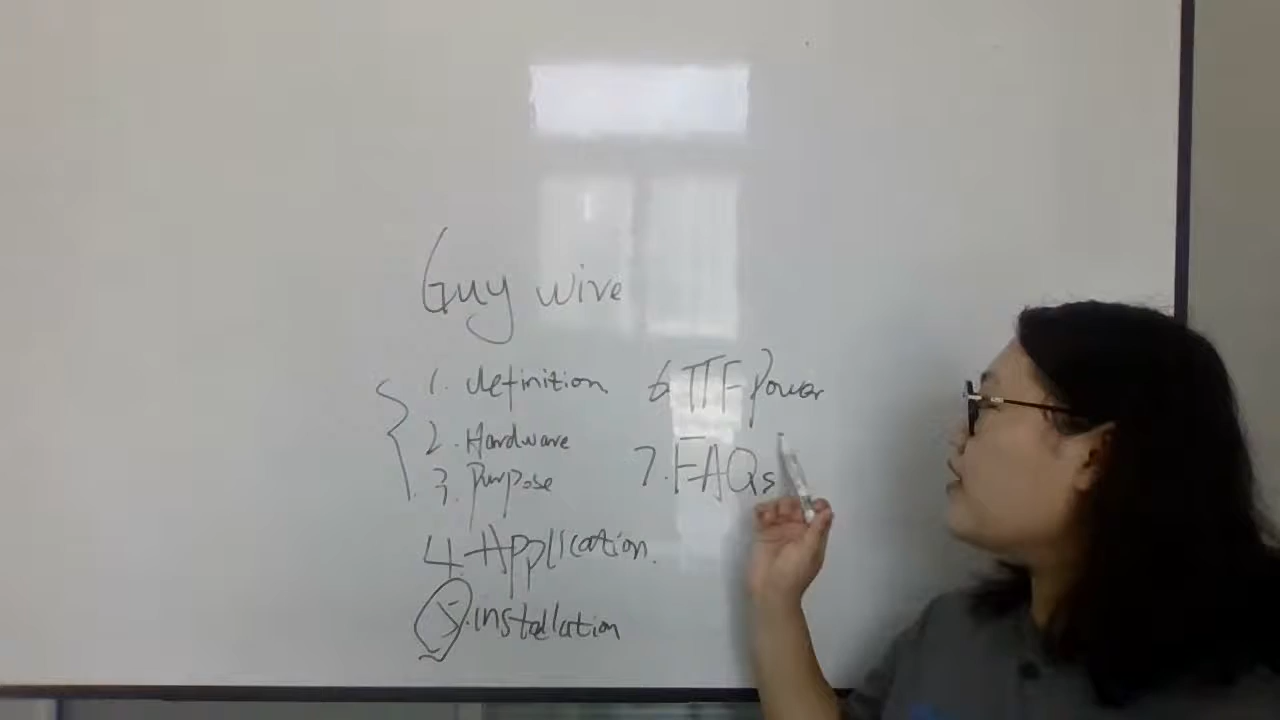 Guy wire
1. definition
2. Hardware
3. Purpose
4. Application.
5. installation
6 TTF Power
7. FAQs